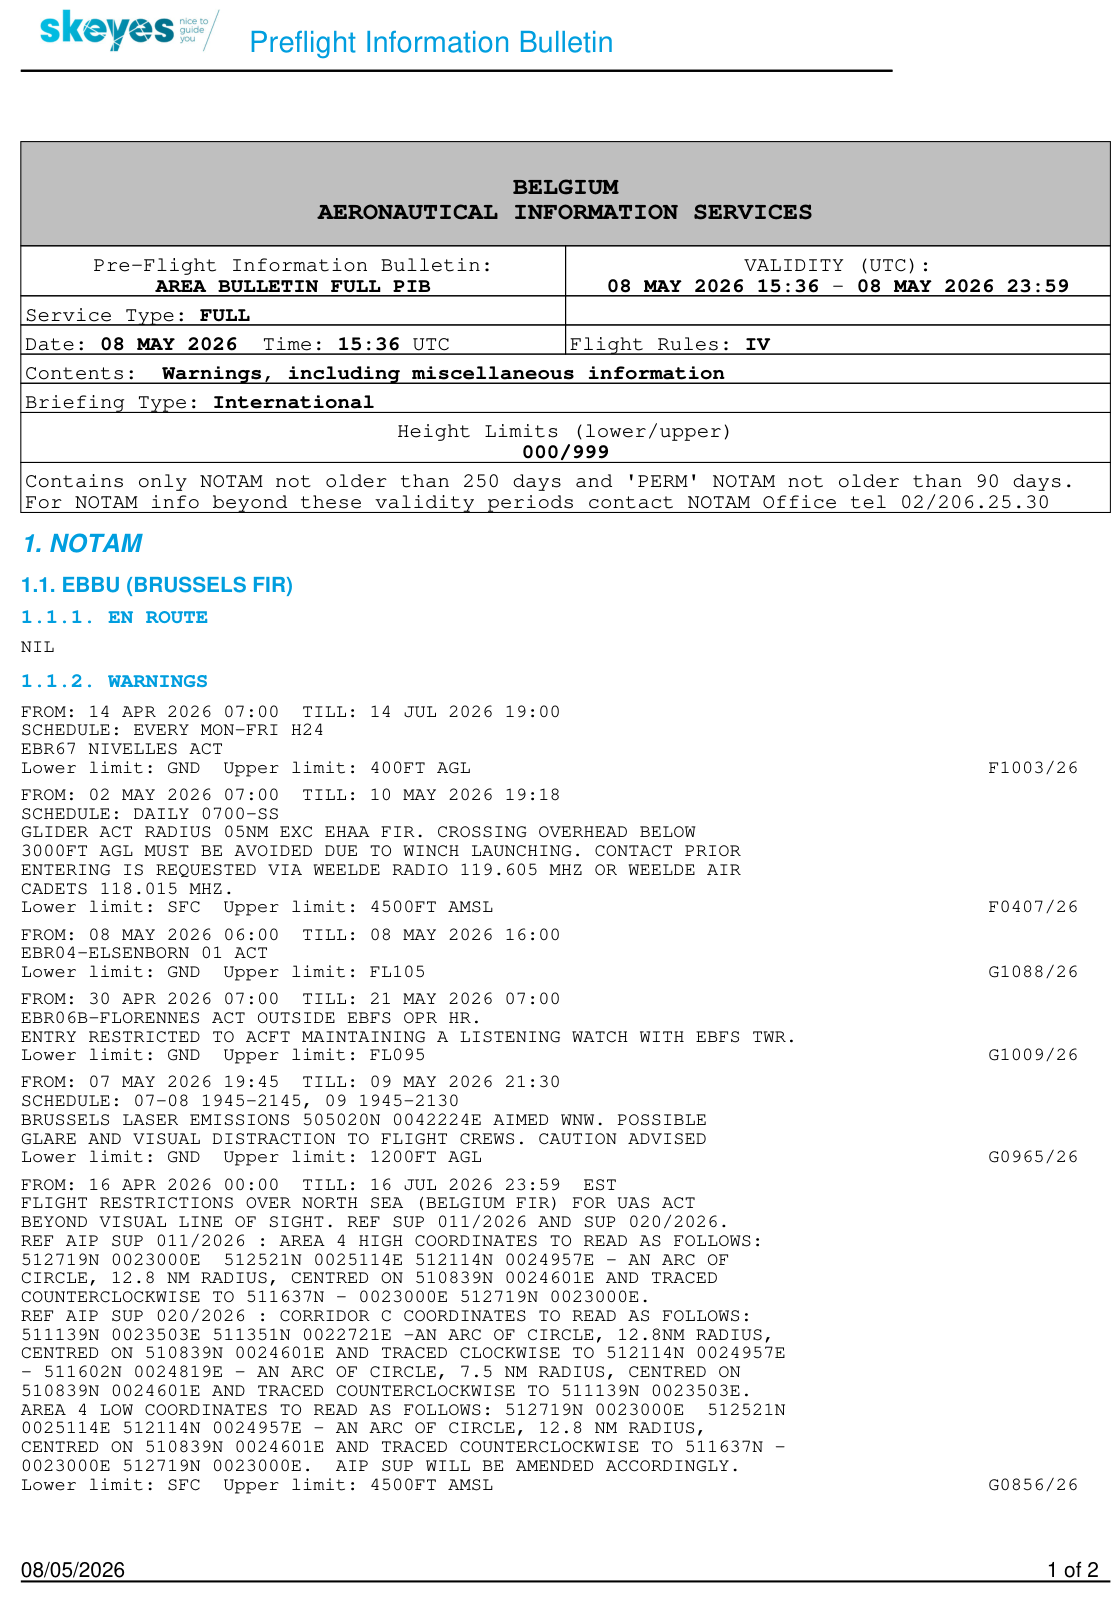 skeyes nice to guide you
Preflight Information Bulletin
BELGIUM
AERONAUTICAL INFORMATION SERVICES
Pre-Flight Information Bulletin:
AREA BULLETIN FULL PIB
VALIDITY (UTC):
08 MAY 2026 15:36 - 08 MAY 2026 23:59
Service Type: FULL
Date: 08 MAY 2026  Time: 15:36 UTC
Flight Rules: IV
Contents:  Warnings, including miscellaneous information
Briefing Type: International
Height Limits (lower/upper)
000/999
Contains only NOTAM not older than 250 days and 'PERM' NOTAM not older than 90 days.
For NOTAM info beyond these validity periods contact NOTAM Office tel 02/206.25.30
1. NOTAM
1.1. EBBU (BRUSSELS FIR)
1.1.1. EN ROUTE
NIL
1.1.2. WARNINGS
FROM: 14 APR 2026 07:00  TILL: 14 JUL 2026 19:00
SCHEDULE: EVERY MON-FRI H24
EBR67 NIVELLES ACT
Lower limit: GND  Upper limit: 400FT AGL F1003/26
FROM: 02 MAY 2026 07:00  TILL: 10 MAY 2026 19:18
SCHEDULE: DAILY 0700-SS
GLIDER ACT RADIUS 05NM EXC EHAA FIR. CROSSING OVERHEAD BELOW
3000FT AGL MUST BE AVOIDED DUE TO WINCH LAUNCHING. CONTACT PRIOR
ENTERING IS REQUESTED VIA WEELDE RADIO 119.605 MHZ OR WEELDE AIR
CADETS 118.015 MHZ.
Lower limit: SFC  Upper limit: 4500FT AMSL F0407/26
FROM: 08 MAY 2026 06:00  TILL: 08 MAY 2026 16:00
EBR04-ELSENBORN 01 ACT
Lower limit: GND  Upper limit: FL105 G1088/26
FROM: 30 APR 2026 07:00  TILL: 21 MAY 2026 07:00
EBR06B-FLORENNES ACT OUTSIDE EBFS OPR HR.
ENTRY RESTRICTED TO ACFT MAINTAINING A LISTENING WATCH WITH EBFS TWR.
Lower limit: GND  Upper limit: FL095 G1009/26
FROM: 07 MAY 2026 19:45  TILL: 09 MAY 2026 21:30
SCHEDULE: 07-08 1945-2145, 09 1945-2130
BRUSSELS LASER EMISSIONS 505020N 0042224E AIMED WNW. POSSIBLE
GLARE AND VISUAL DISTRACTION TO FLIGHT CREWS. CAUTION ADVISED
Lower limit: GND  Upper limit: 1200FT AGL G0965/26
FROM: 16 APR 2026 00:00  TILL: 16 JUL 2026 23:59  EST
FLIGHT RESTRICTIONS OVER NORTH SEA (BELGIUM FIR) FOR UAS ACT
BEYOND VISUAL LINE OF SIGHT. REF SUP 011/2026 AND SUP 020/2026.
REF AIP SUP 011/2026 : AREA 4 HIGH COORDINATES TO READ AS FOLLOWS:
512719N 0023000E  512521N 0025114E 512114N 0024957E - AN ARC OF
CIRCLE, 12.8 NM RADIUS, CENTRED ON 510839N 0024601E AND TRACED
COUNTERCLOCKWISE TO 511637N - 0023000E 512719N 0023000E.
REF AIP SUP 020/2026 : CORRIDOR C COORDINATES TO READ AS FOLLOWS:
511139N 0023503E 511351N 0022721E -AN ARC OF CIRCLE, 12.8NM RADIUS,
CENTRED ON 510839N 0024601E AND TRACED CLOCKWISE TO 512114N 0024957E
- 511602N 0024819E - AN ARC OF CIRCLE, 7.5 NM RADIUS, CENTRED ON
510839N 0024601E AND TRACED COUNTERCLOCKWISE TO 511139N 0023503E.
AREA 4 LOW COORDINATES TO READ AS FOLLOWS: 512719N 0023000E  512521N
0025114E 512114N 0024957E - AN ARC OF CIRCLE, 12.8 NM RADIUS,
CENTRED ON 510839N 0024601E AND TRACED COUNTERCLOCKWISE TO 511637N -
0023000E 512719N 0023000E.  AIP SUP WILL BE AMENDED ACCORDINGLY.
Lower limit: SFC  Upper limit: 4500FT AMSL G0856/26
08/05/2026 1 of 2